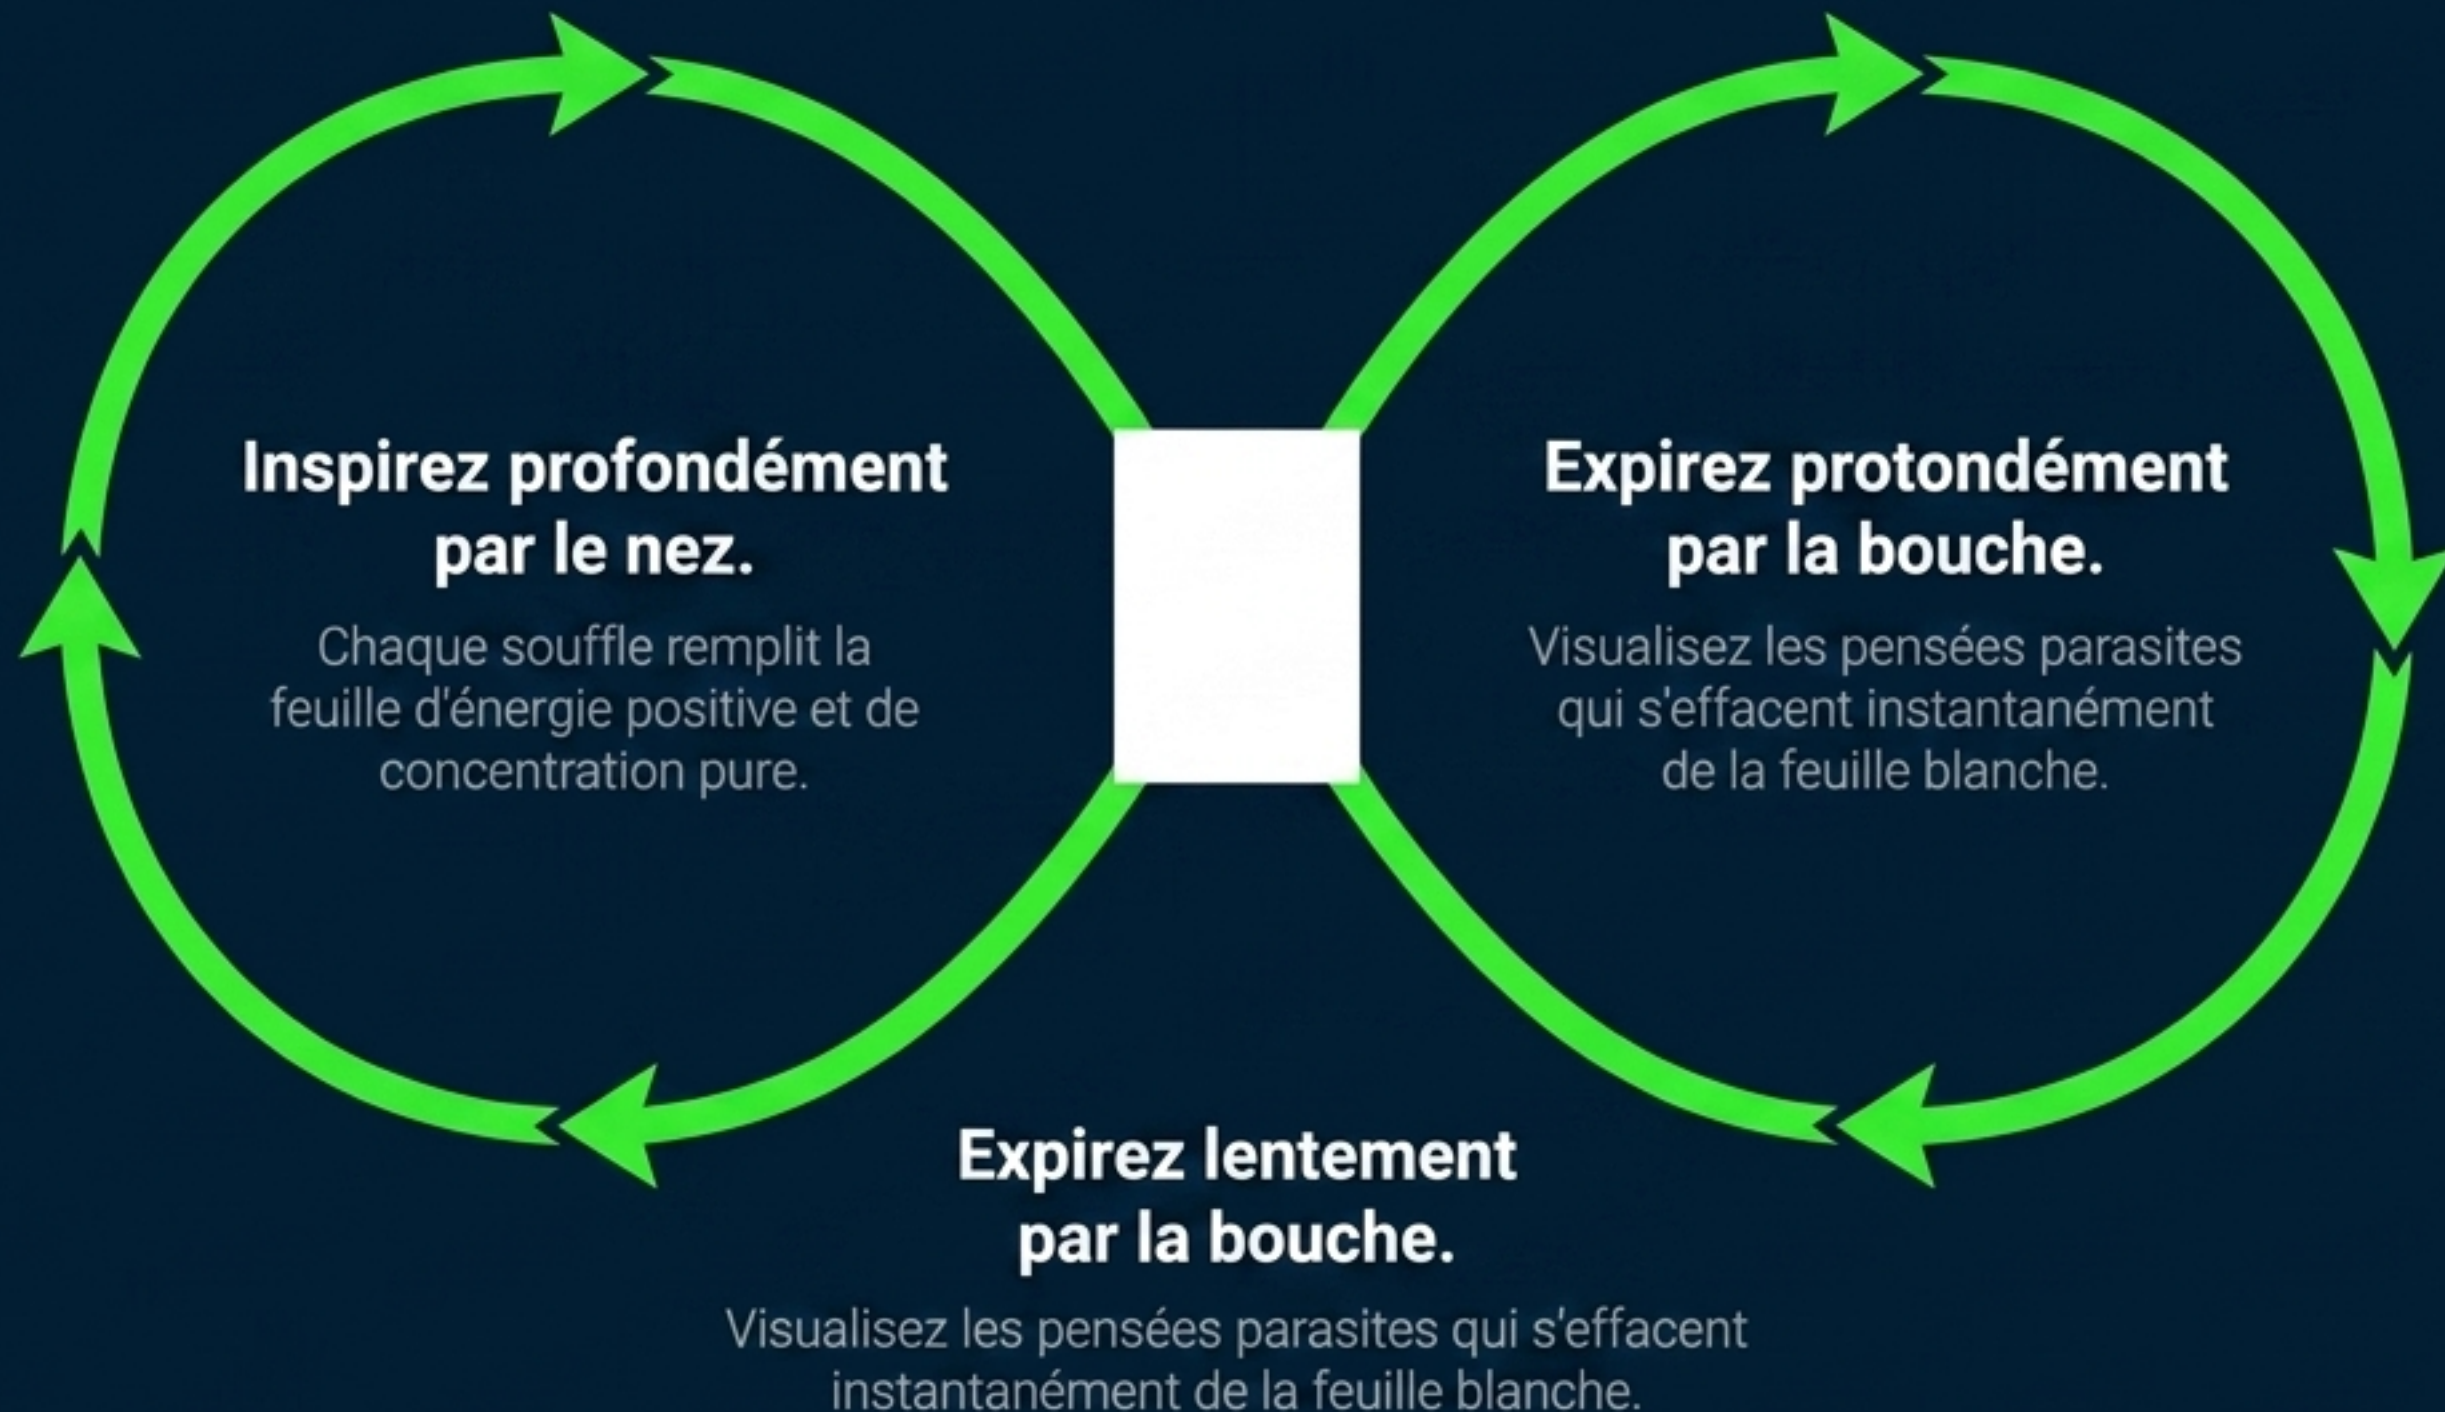 Inspirez profondément
par le nez.
Chaque souffle remplit la
feuille d'énergie positive et de
concentration pure.
Expirez protondément
par la bouche.
Visualisez les pensées parasites
qui s'effacent instantanément
de la feuille blanche.
Expirez lentement
par la bouche.
Visualisez les pensées parasites qui s'effacent
instantanément de la feuille blanche.